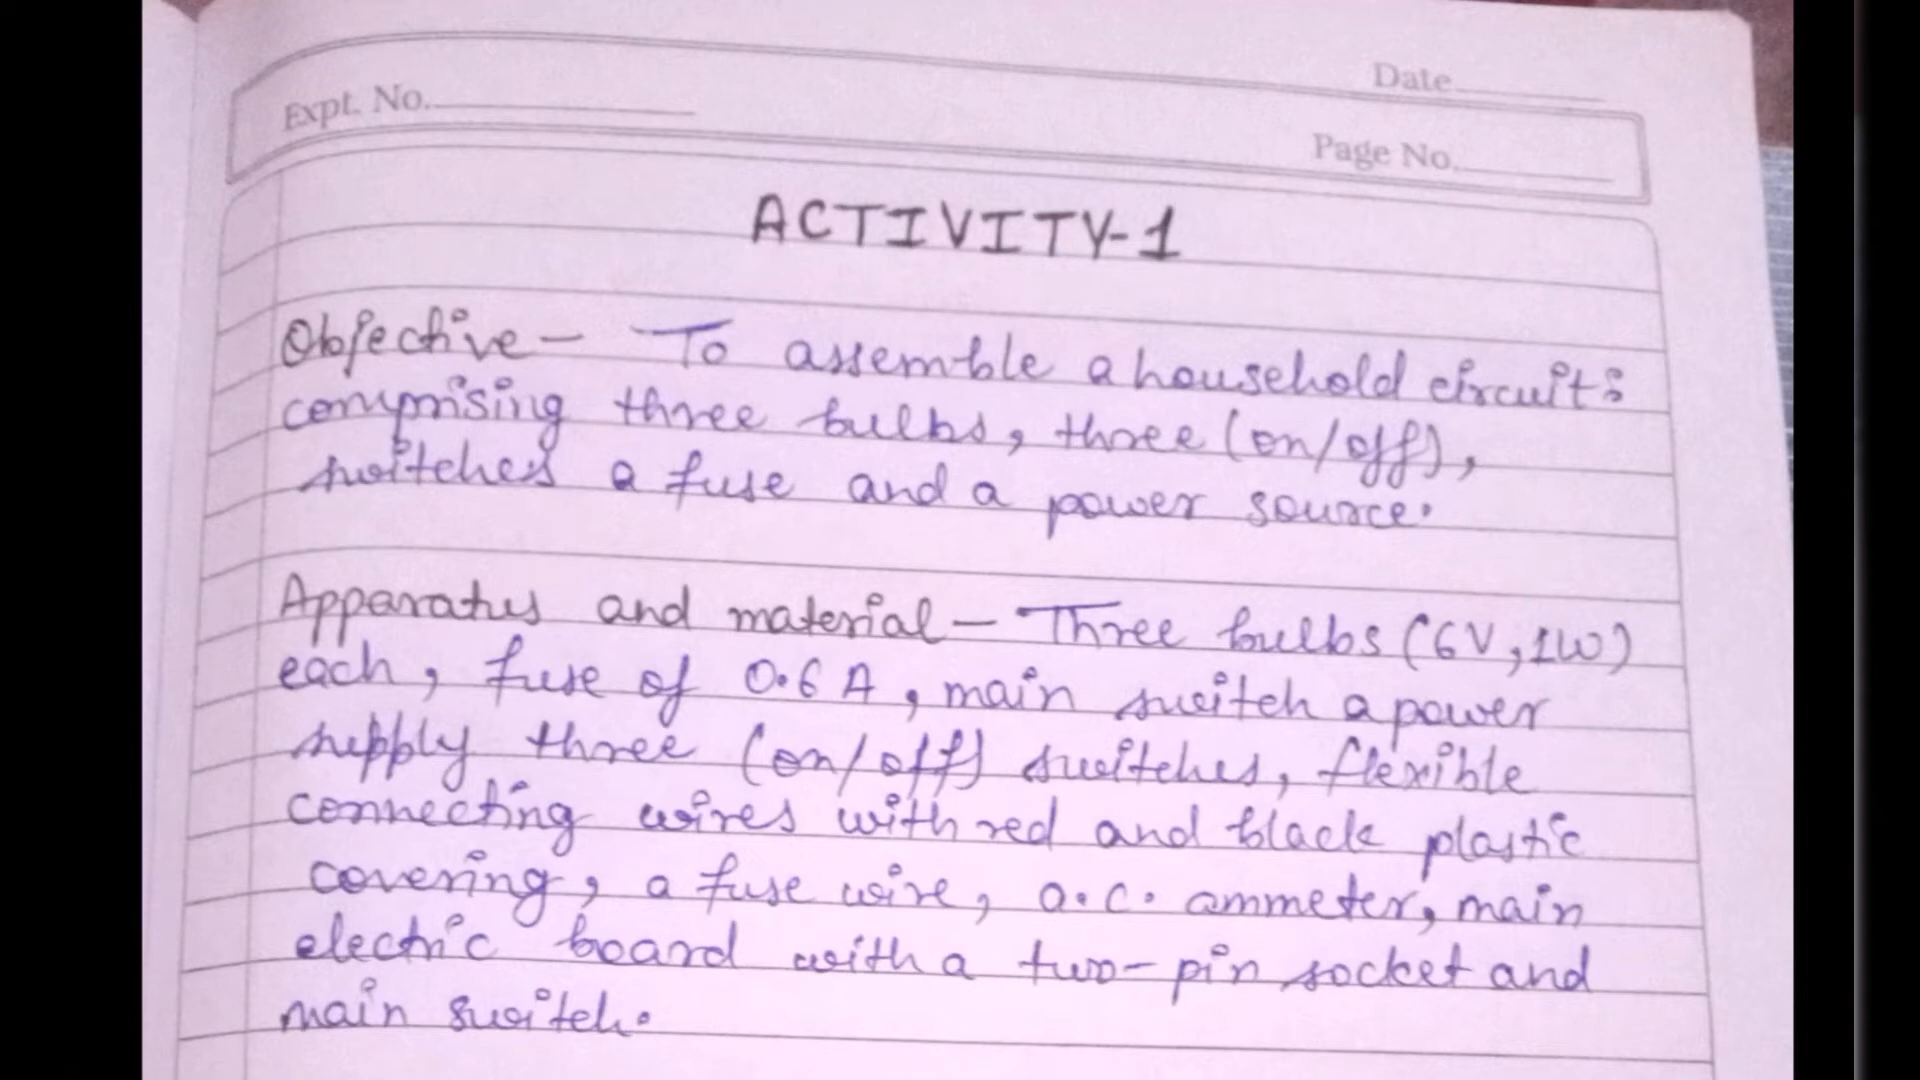 Date
Expt. No.
Page No.
ACTIVITY-1
Objective - To assemble a household circuit:
comprising three bulbs, three (on/off),
switches a fuse and a power source.
Apparatus and material - Three bulbs (6V, 1W)
each, fuse of 0.6 A, main switch a power
supply three (on/off) switches, flexible
connecting wires with red and black plastic
covering, a fuse wire, a.c. ammeter, main
electric board with a two-pin socket and
main switch.